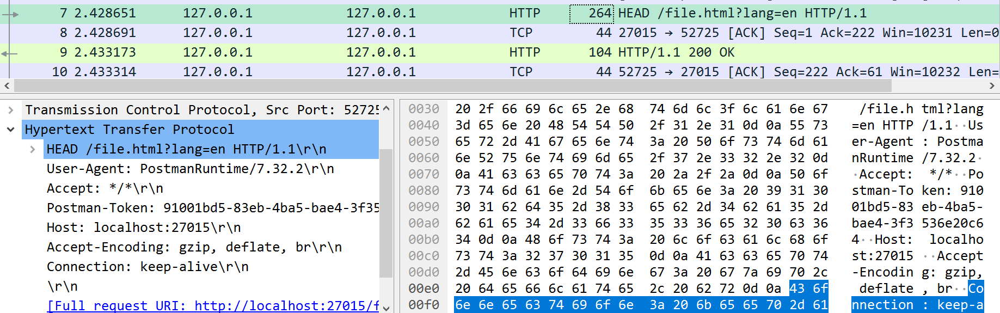 7 2.428651 127.0.0.1 127.0.0.1 HTTP 264 HEAD /file.html?lang=en HTTP/1.1
8 2.428691 127.0.0.1 127.0.0.1 TCP 44 27015 → 52725 [ACK] Seq=1 Ack=222 Win=10231 Len=0
9 2.433173 127.0.0.1 127.0.0.1 HTTP 104 HTTP/1.1 200 OK
10 2.433314 127.0.0.1 127.0.0.1 TCP 44 52725 → 27015 [ACK] Seq=222 Ack=61 Win=10232 Len=
Transmission Control Protocol, Src Port: 52725
Hypertext Transfer Protocol
HEAD /file.html?lang=en HTTP/1.1\r\n
User-Agent: PostmanRuntime/7.32.2\r\n
Accept: */*\r\n
Postman-Token: 91001bd5-83eb-4ba5-bae4-3f35
Host: localhost:27015\r\n
Accept-Encoding: gzip, deflate, br\r\n
Connection: keep-alive\r\n
\r\n
[Full request URI: http://localhost:27015/f
0030 20 2f 66 69 6c 65 2e 68 74 6d 6c 3f 6c 61 6e 67 /file.h tml?lang
0040 3d 65 6e 20 48 54 54 50 2f 31 2e 31 0d 0a 55 73 =en HTTP /1.1··Us
0050 65 72 2d 41 67 65 6e 74 3a 20 50 6f 73 74 6d 61 er-Agent : Postma
0060 6e 52 75 6e 74 69 6d 65 2f 37 2e 33 32 2e 32 0d nRuntime /7.32.2·
0070 0a 41 63 63 65 70 74 3a 20 2a 2f 2a 0d 0a 50 6f ·Accept: */*··Po
0080 73 74 6d 61 6e 2d 54 6f 6b 65 6e 3a 20 39 31 30 stman-To ken: 910
0090 30 31 62 64 35 2d 38 33 65 62 2d 34 62 61 35 2d 01bd5-83 eb-4ba5-
00a0 62 61 65 34 2d 33 66 33 35 33 36 65 32 30 63 36 bae4-3f3 536e20c6
00b0 34 0d 0a 48 6f 73 74 3a 20 6c 6f 63 61 6c 68 6f 4··Host: localho
00c0 73 74 3a 32 37 30 31 35 0d 0a 41 63 63 65 70 74 st:27015 ··Accept
00d0 2d 45 6e 63 6f 64 69 6e 67 3a 20 67 7a 69 70 2c -Encodin g: gzip,
00e0 20 64 65 66 6c 61 74 65 2c 20 62 72 0d 0a 43 6f deflate , br··Co
00f0 6e 6e 65 63 74 69 6f 6e 3a 20 6b 65 65 70 2d 61 nnection : keep-a